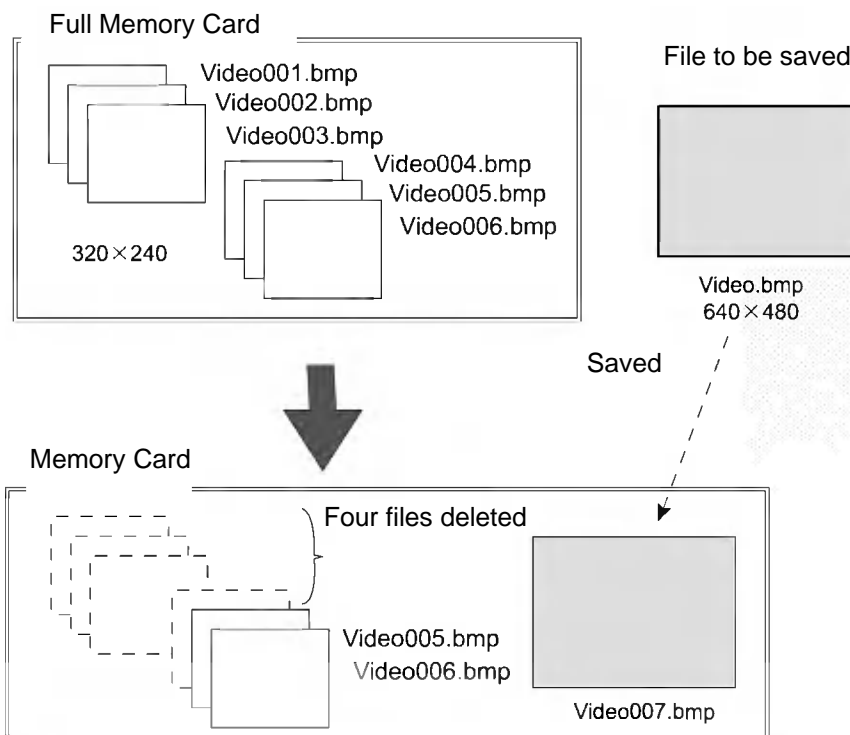 Full Memory Card
File to be saved
Video001.bmp
Video002.bmp
Video003.bmp
Video004.bmp
Video005.bmp
Video006.bmp
320×240
Video.bmp
640×480
Saved
Memory Card
Four files deleted
Video005.bmp
Video006.bmp
Video007.bmp